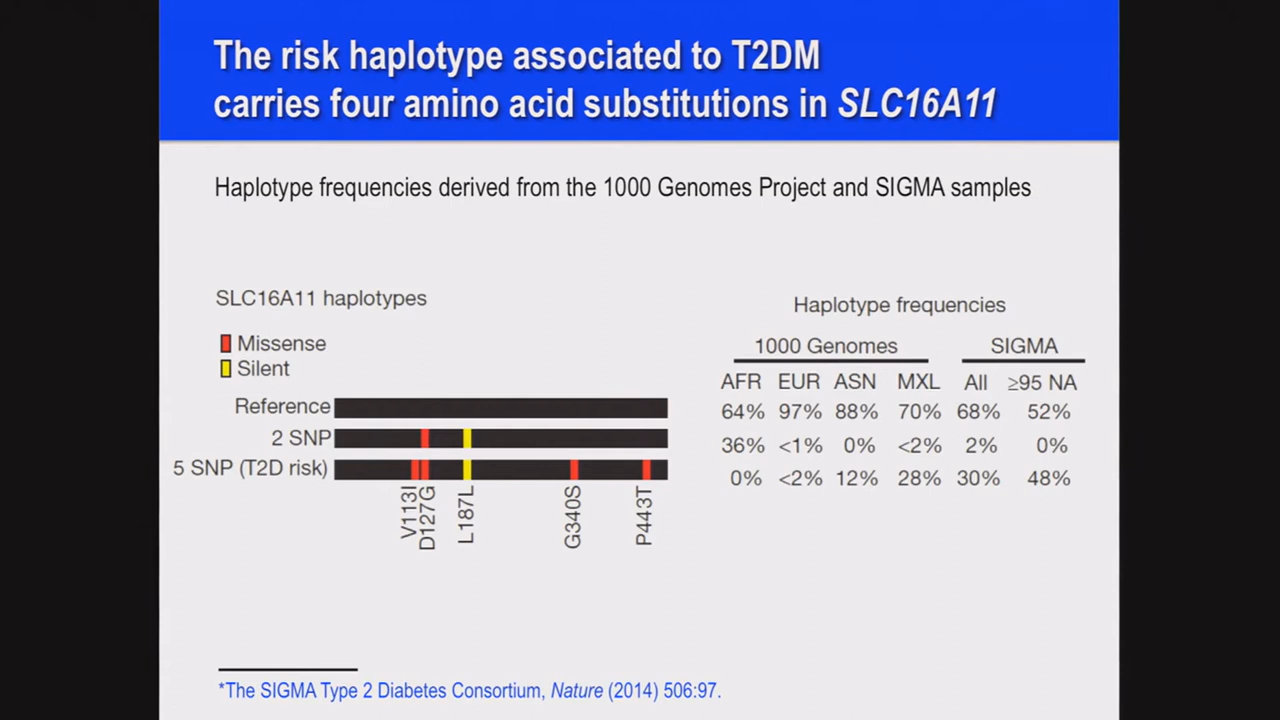 The risk haplotype associated to T2DM
carries four amino acid substitutions in SLC16A11
Haplotype frequencies derived from the 1000 Genomes Project and SIGMA samples
SLC16A11 haplotypes
Missense
Silent
Reference
2 SNP
5 SNP (T2D risk)
V113I
D127G
L187L
G340S
P443T
Haplotype frequencies
1000 Genomes SIGMA
AFR EUR ASN MXL All ≥95 NA
64% 97% 88% 70% 68% 52%
36% <1% 0% <2% 2% 0%
0% <2% 12% 28% 30% 48%
*The SIGMA Type 2 Diabetes Consortium, Nature (2014) 506:97.